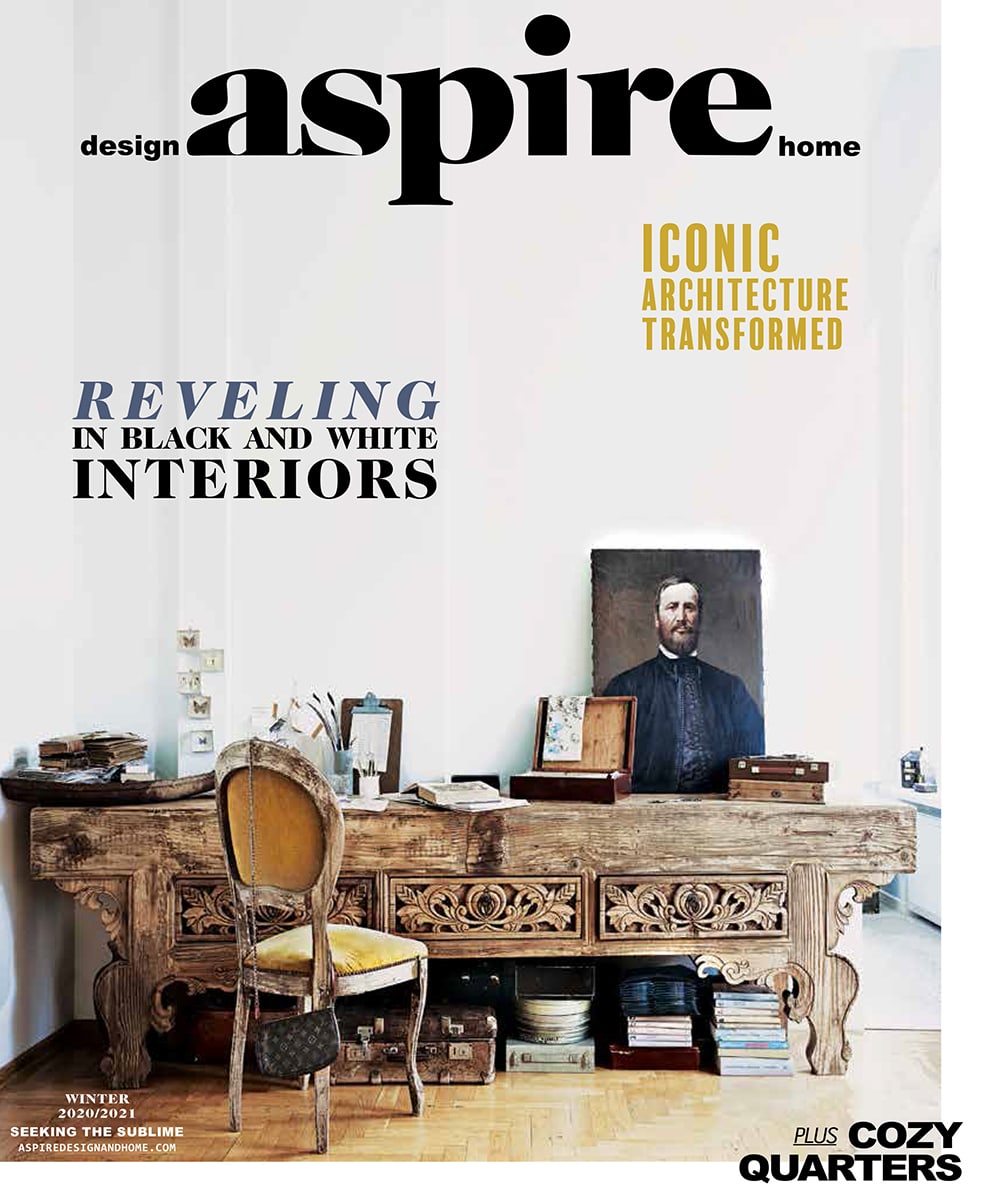 design aspire home
ICONIC
ARCHITECTURE
TRANSFORMED
REVELING
IN BLACK AND WHITE
INTERIORS
WINTER
2020/2021
SEEKING THE SUBLIME
ASPIREDESIGNANDHOME.COM
PLUS COZY
QUARTERS